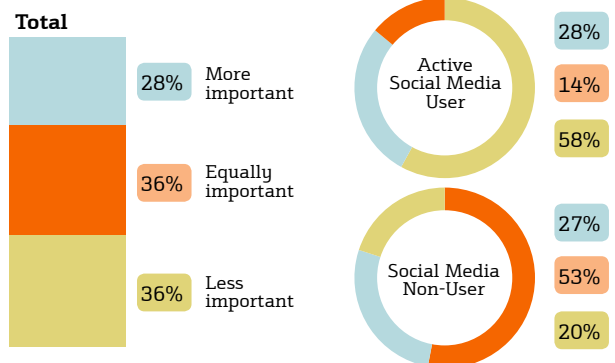 Total
28%
More
important
36%
Equally
important
36%
Less
important
Active
Social Media
User
28%
14%
58%
Social Media
Non-User
27%
53%
20%